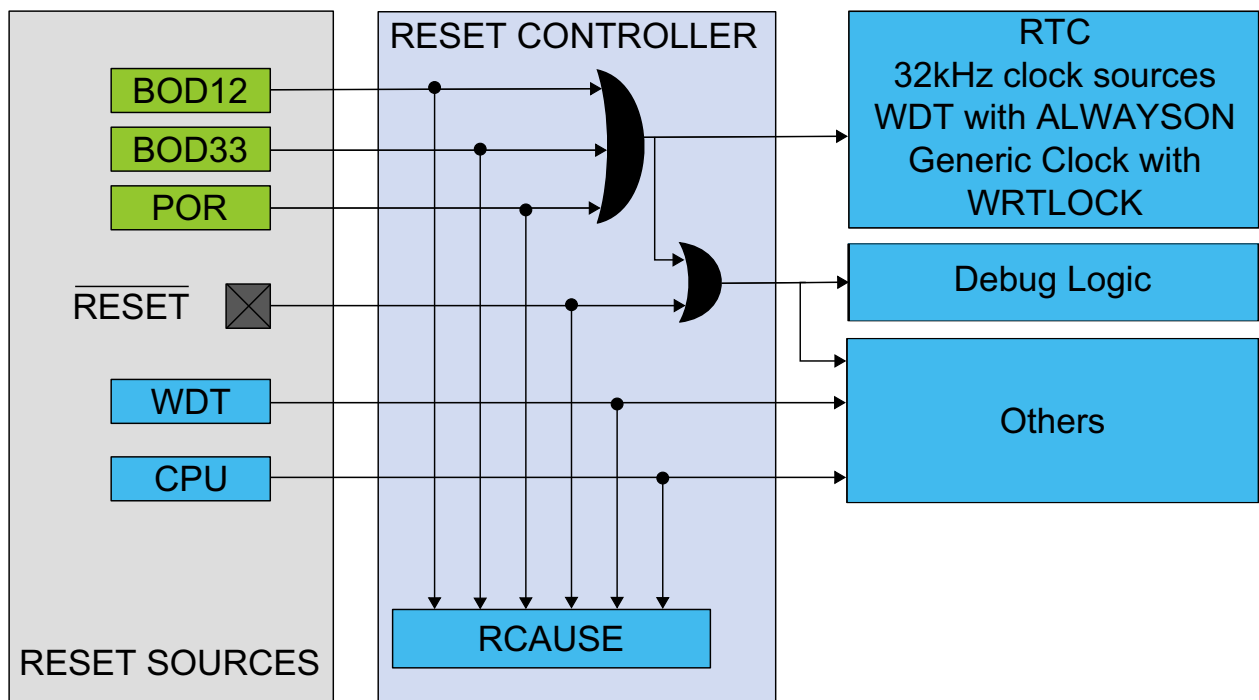 RESET CONTROLLER
BOD12
BOD33
POR
RESET
WDT
CPU
RESET SOURCES
RCAUSE
RTC
32kHz clock sources
WDT with ALWAYSON
Generic Clock with
WRTLOCK
Debug Logic
Others